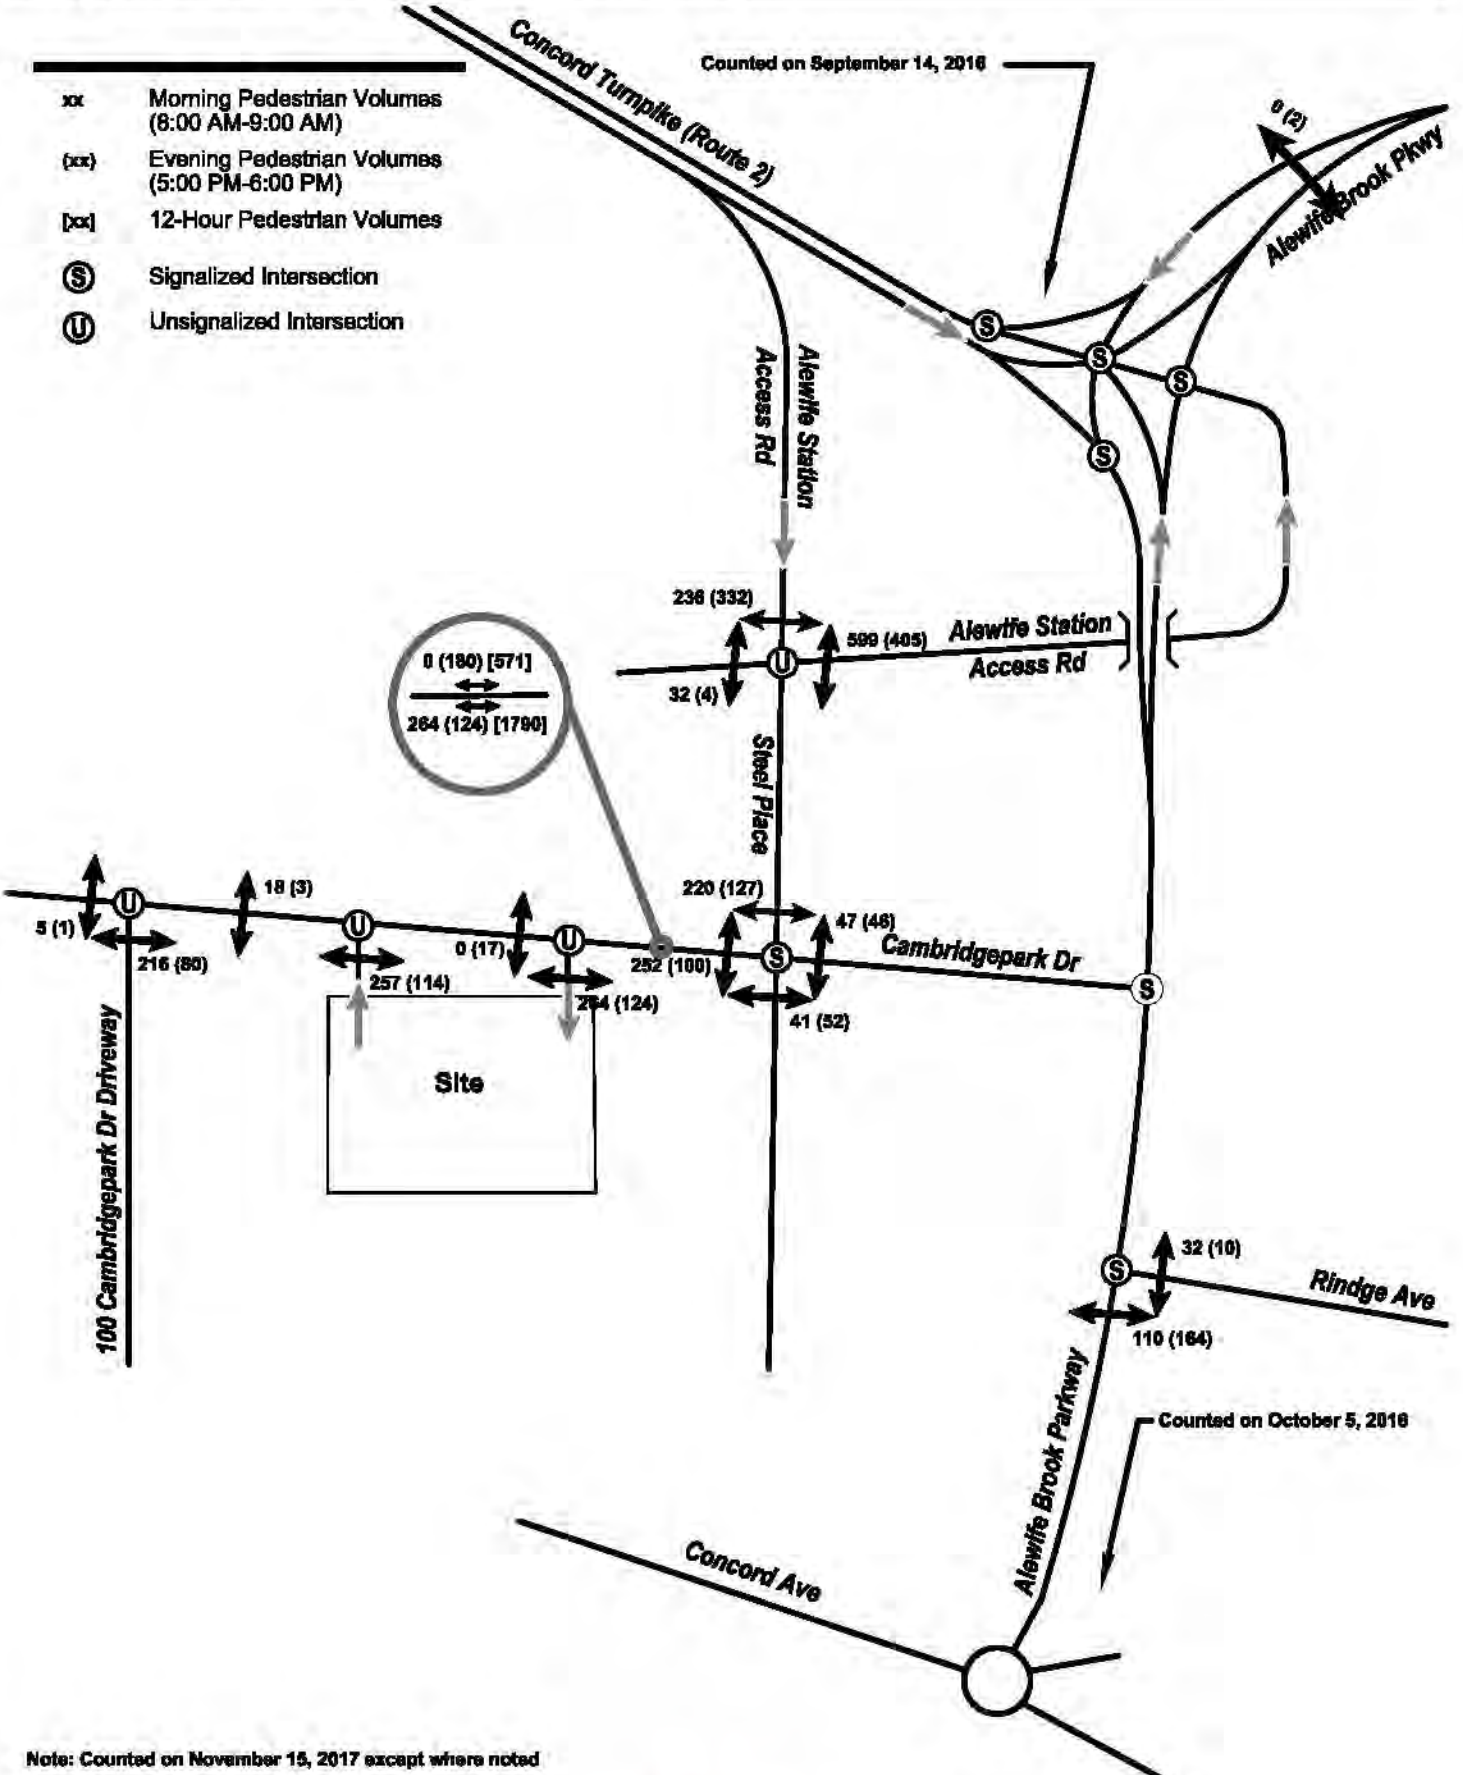 Concord Turnpike (Route 2)
Counted on September 14, 2016
xx Morning Pedestrian Volumes
(8:00 AM-9:00 AM)
(xx) Evening Pedestrian Volumes
(5:00 PM-6:00 PM)
[xx] 12-Hour Pedestrian Volumes
S Signalized Intersection
U Unsignalized Intersection
0 (2)
Alewife Brook Pkwy
S
S
S
S
Alewife Station
Access Rd
236 (332)
599 (405)
Alewife Station
Access Rd
U
32 (4)
0 (180) [571]
264 (124) [1790]
Steel Place
18 (3)
220 (127)
47 (46)
U
5 (1)
216 (80)
U
257 (114)
0 (17)
U
264 (124)
252 (100)
S
41 (52)
Cambridgepark Dr
S
Site
100 Cambridgepark Dr Driveway
S
32 (10)
Rindge Ave
110 (164)
Alewife Brook Parkway
Counted on October 5, 2016
Concord Ave
Note: Counted on November 15, 2017 except where noted